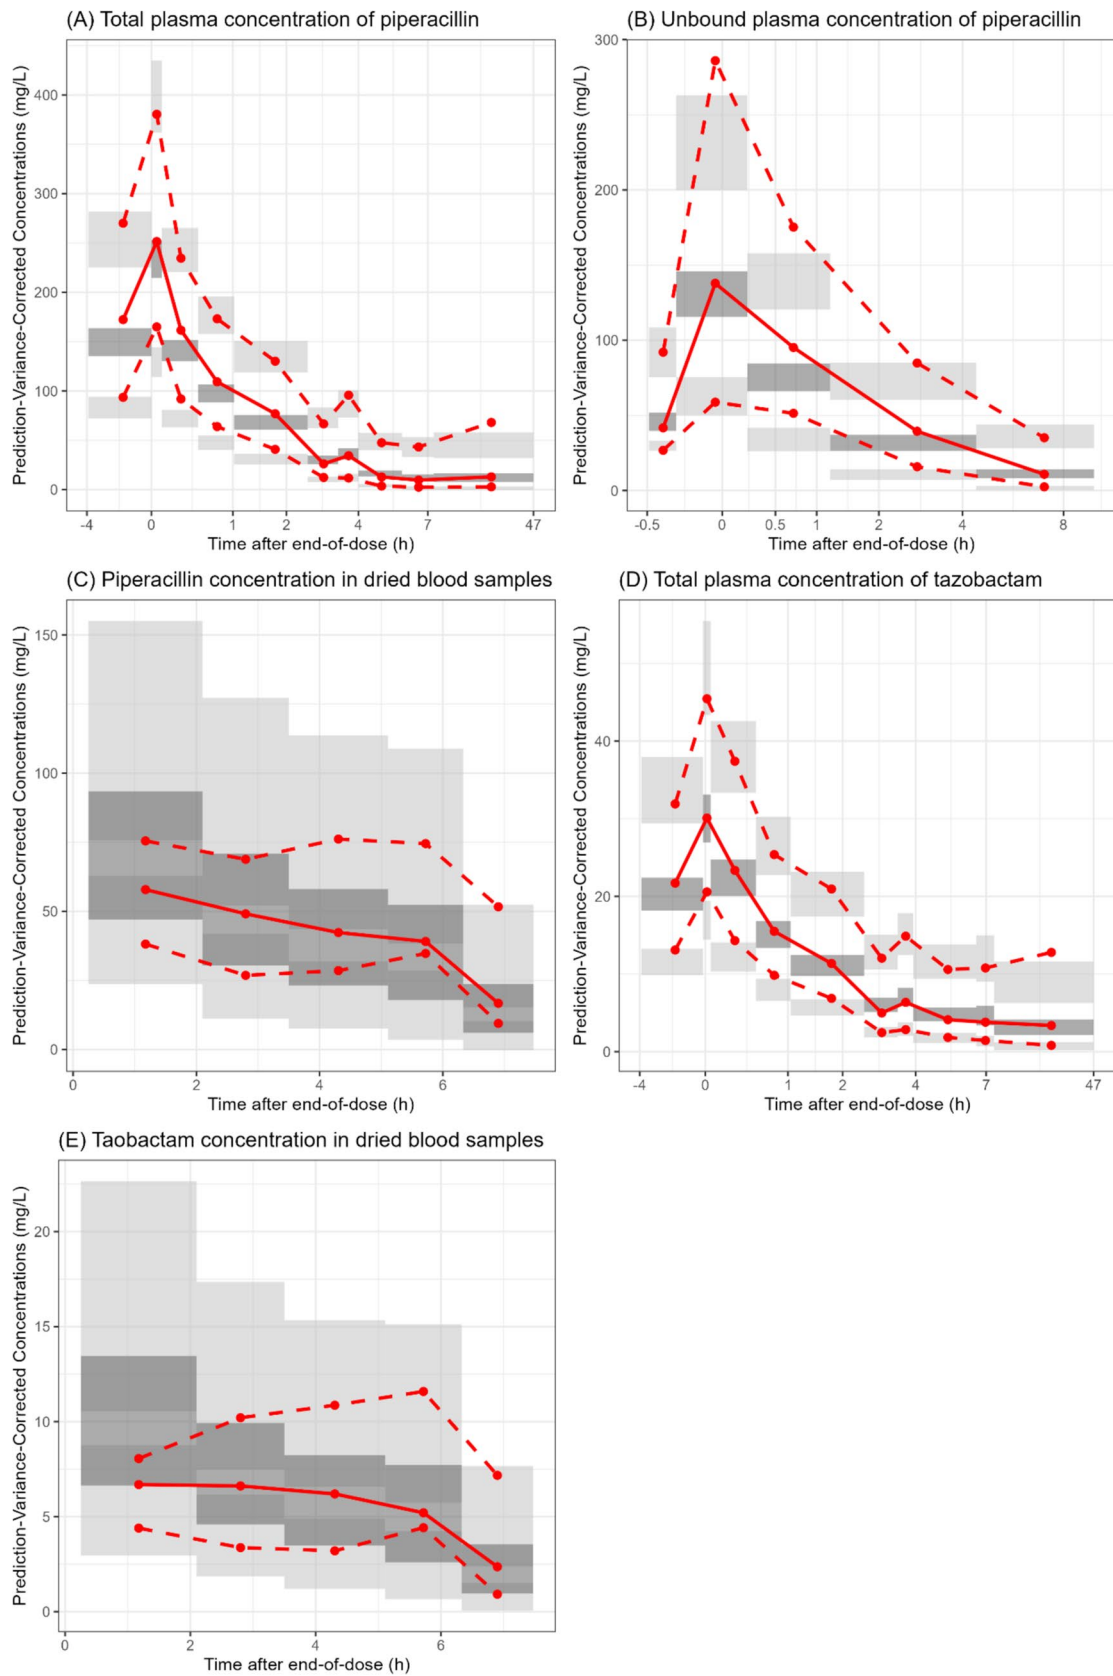 (A) Total plasma concentration of piperacillin
Prediction-Variance-Corrected Concentrations (mg/L)
400
300
200
100
0
-4 0 1 2 4 7 47
Time after end-of-dose (h)
(B) Unbound plasma concentration of piperacillin
Prediction-Variance-Corrected Concentrations (mg/L)
300
200
100
0
-0.5 0 0.5 1 2 4 8
Time after end-of-dose (h)
(C) Piperacillin concentration in dried blood samples
Prediction-Variance-Corrected Concentrations (mg/L)
150
100
50
0
0 2 4 6
Time after end-of-dose (h)
(D) Total plasma concentration of tazobactam
Prediction-Variance-Corrected Concentrations (mg/L)
40
20
0
-4 0 1 2 4 7 47
Time after end-of-dose (h)
(E) Taobactam concentration in dried blood samples
Prediction-Variance-Corrected Concentrations (mg/L)
20
15
10
5
0
0 2 4 6
Time after end-of-dose (h)